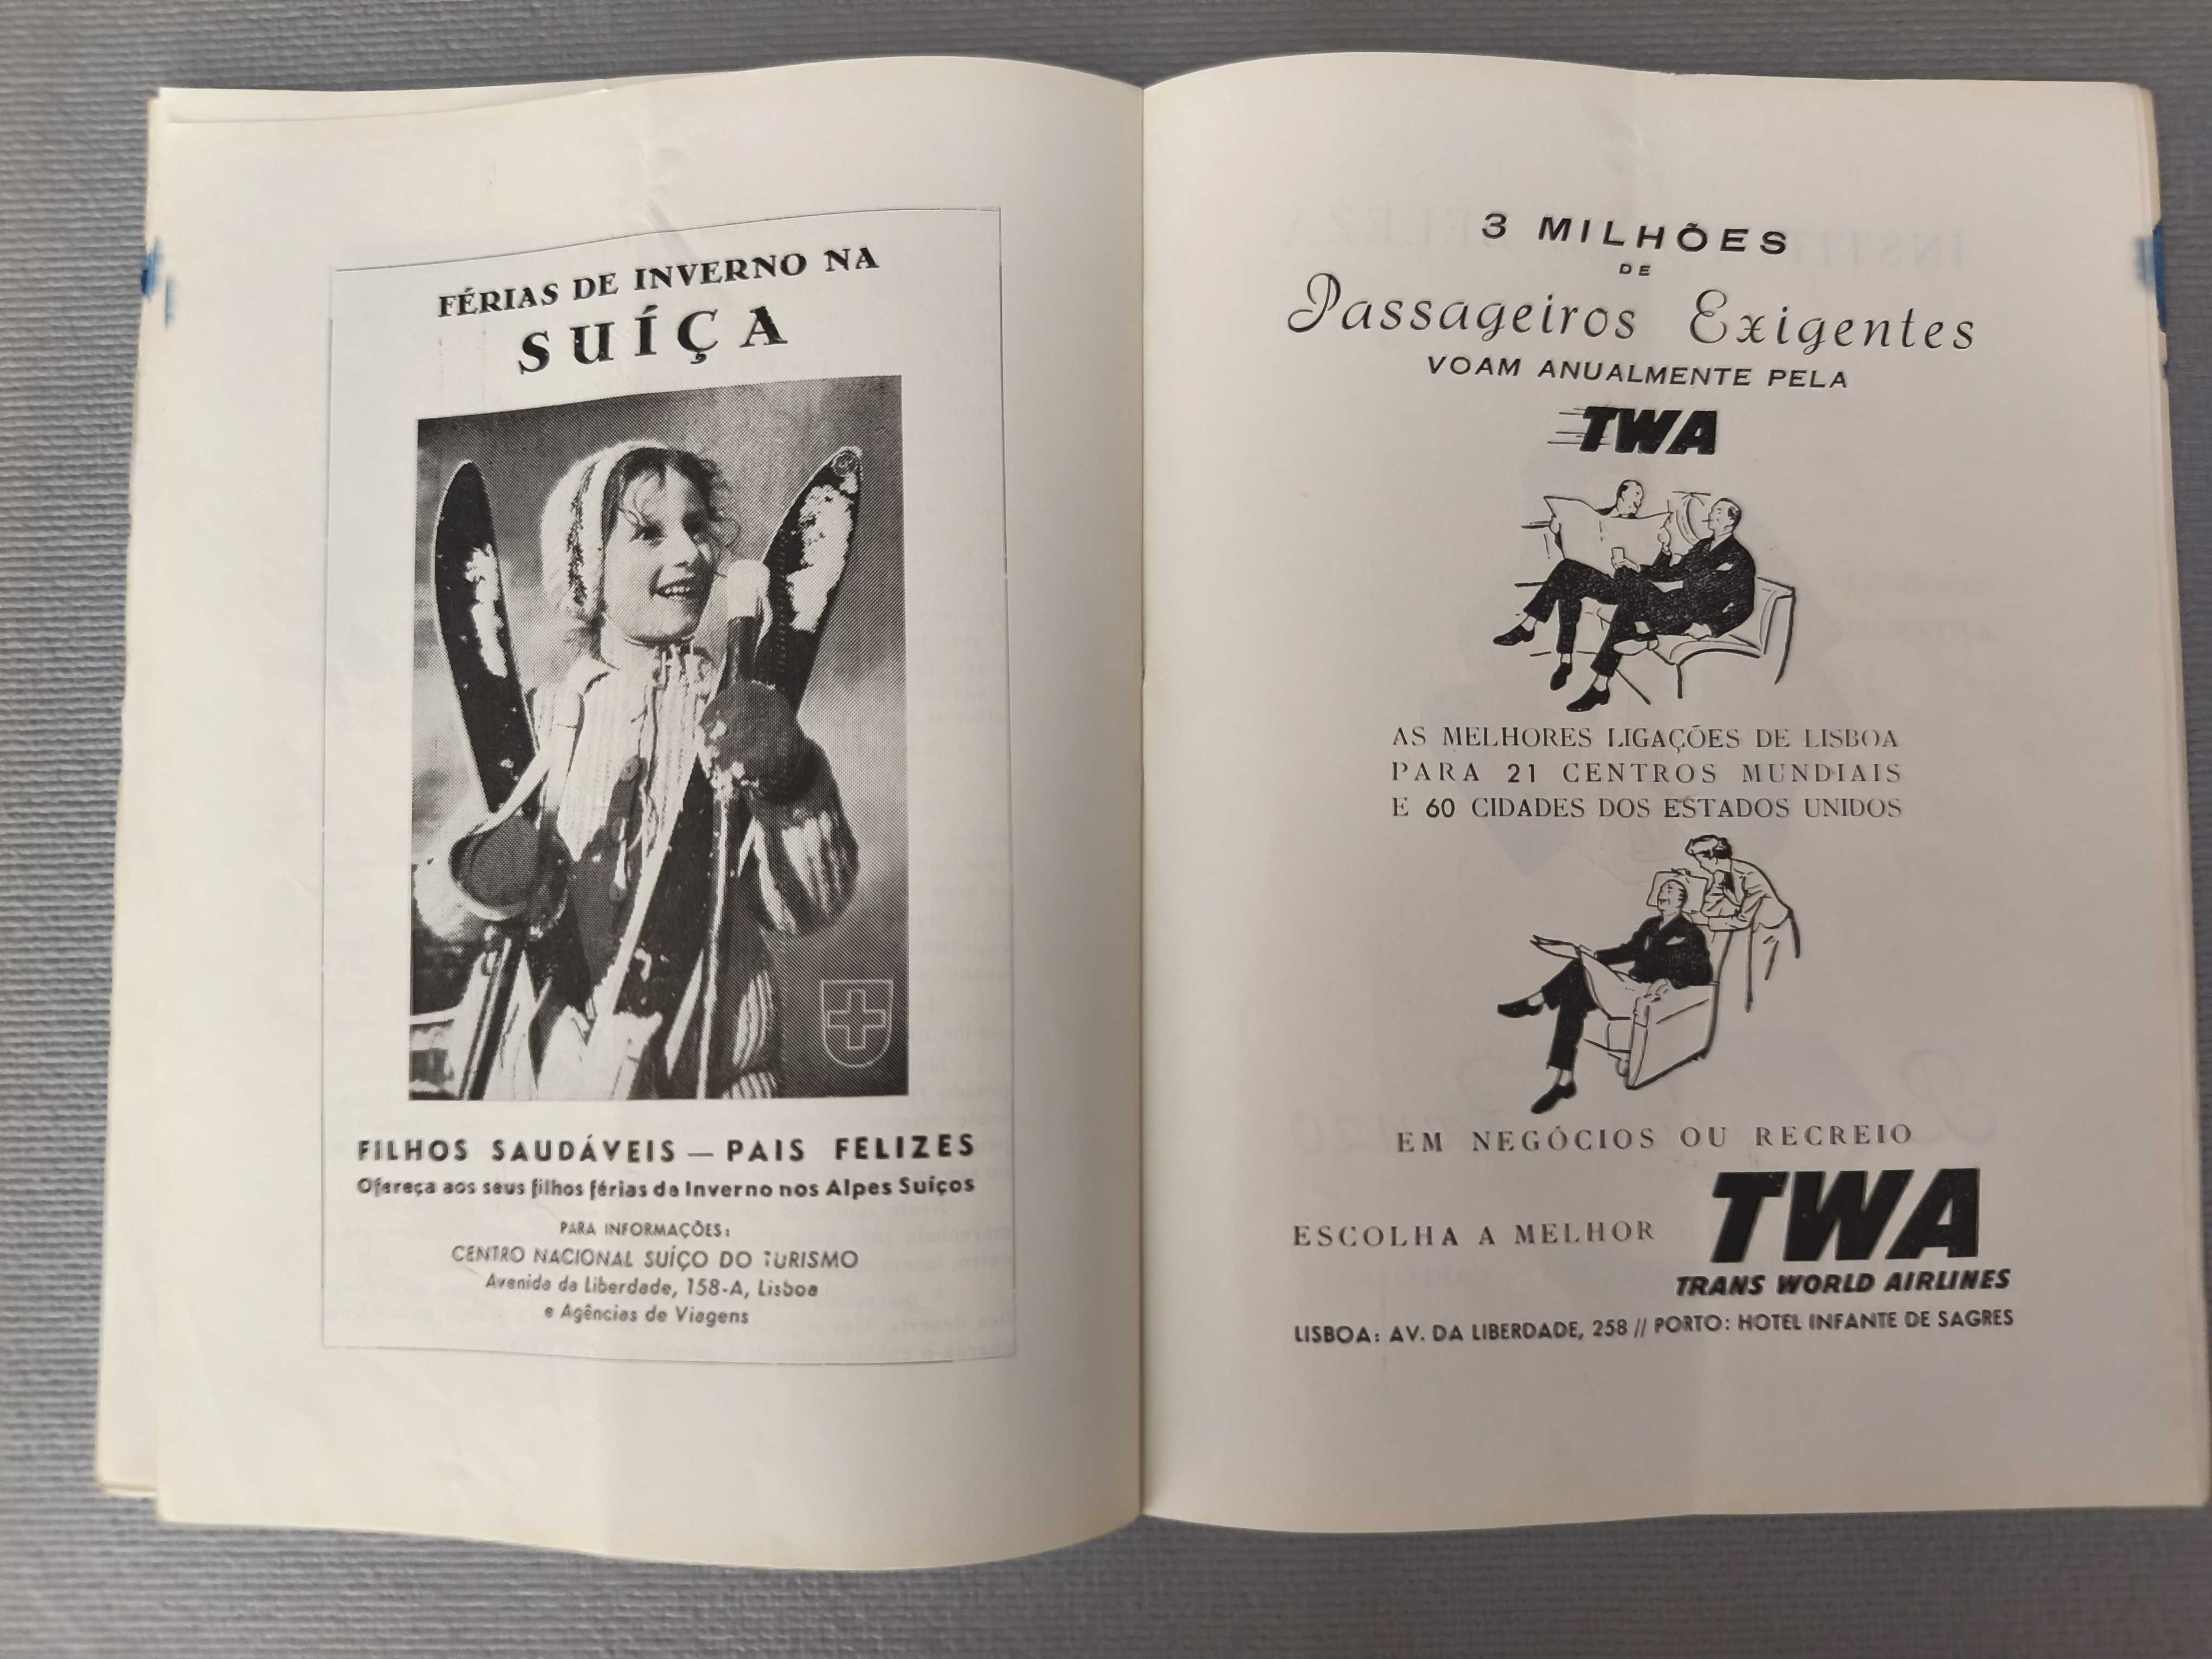 FÉRIAS DE INVERNO NA
SUÍÇA
FILHOS SAUDÁVEIS — PAIS FELIZES
Ofereça aos seus filhos férias de Inverno nos Alpes Suíços
PARA INFORMAÇÕES:
CENTRO NACIONAL SUÍÇO DO TURISMO
Avenida da Liberdade, 158-A, Lisboa
e Agências de Viagens
3 MILHÕES
DE
Passageiros Exigentes
VOAM ANUALMENTE PELA
TWA
AS MELHORES LIGAÇÕES DE LISBOA
PARA 21 CENTROS MUNDIAIS
E 60 CIDADES DOS ESTADOS UNIDOS
EM NEGÓCIOS OU RECREIO
ESCOLHA A MELHOR
TWA
TRANS WORLD AIRLINES
LISBOA: AV. DA LIBERDADE, 258 // PORTO: HOTEL INFANTE DE SAGRES